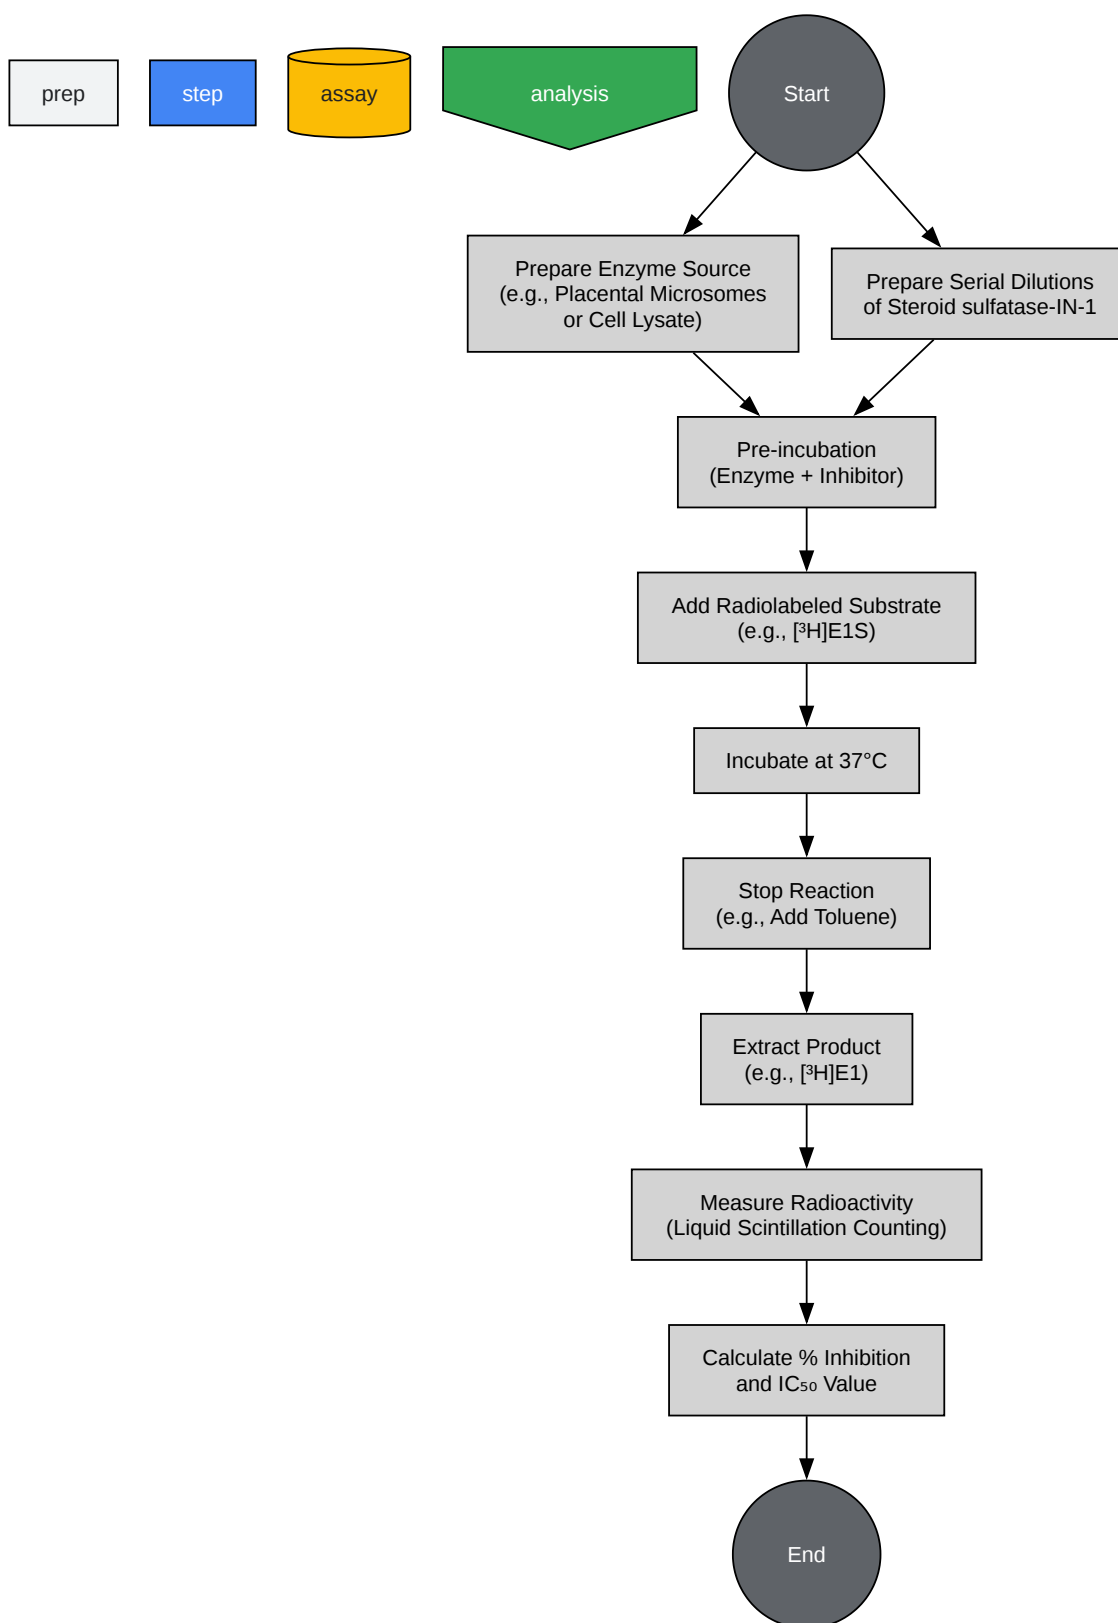 prep
step
assay
analysis
Start
Prepare Enzyme Source
(e.g., Placental Microsomes
or Cell Lysate)
Prepare Serial Dilutions
of Steroid sulfatase-IN-1
Pre-incubation
(Enzyme + Inhibitor)
Add Radiolabeled Substrate
(e.g., [³H]E1S)
Incubate at 37°C
Stop Reaction
(e.g., Add Toluene)
Extract Product
(e.g., [³H]E1)
Measure Radioactivity
(Liquid Scintillation Counting)
Calculate % Inhibition
and IC₅₀ Value
End